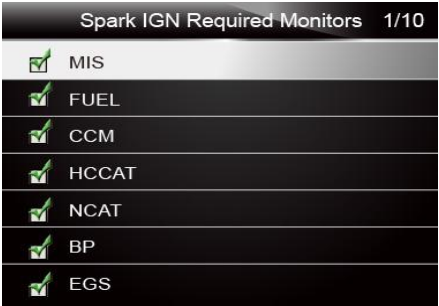 Spark IGN Required Monitors 1/10
MIS
FUEL
CCM
HCCAT
NCAT
BP
EGS